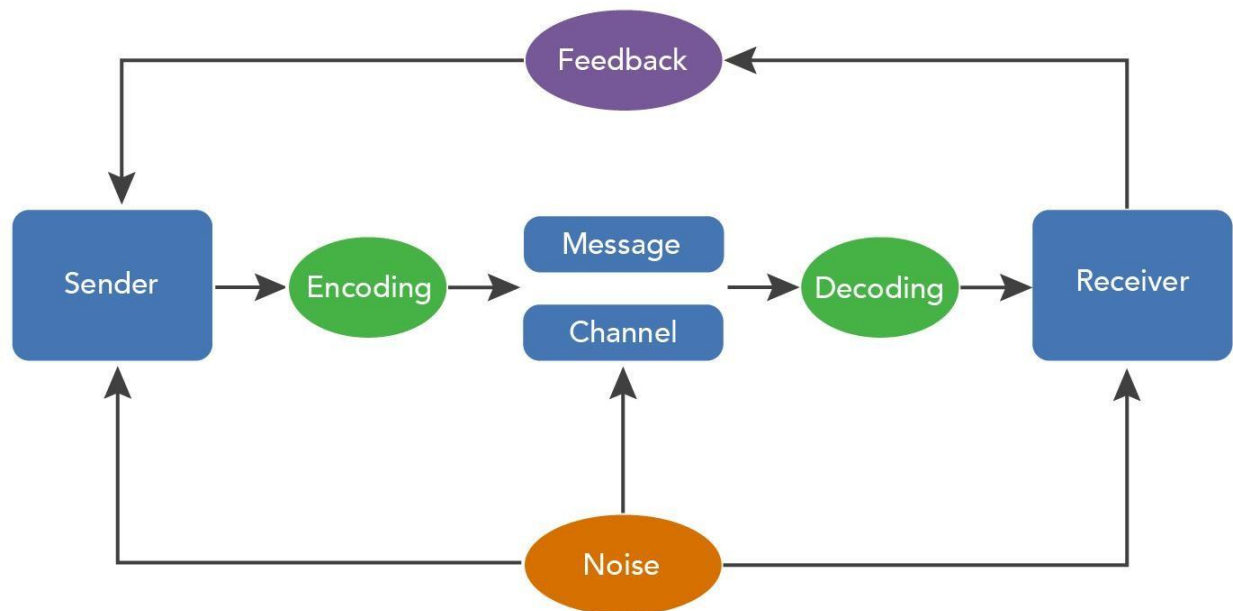 Feedback
Sender
Encoding
Message
Channel
Decoding
Receiver
Noise